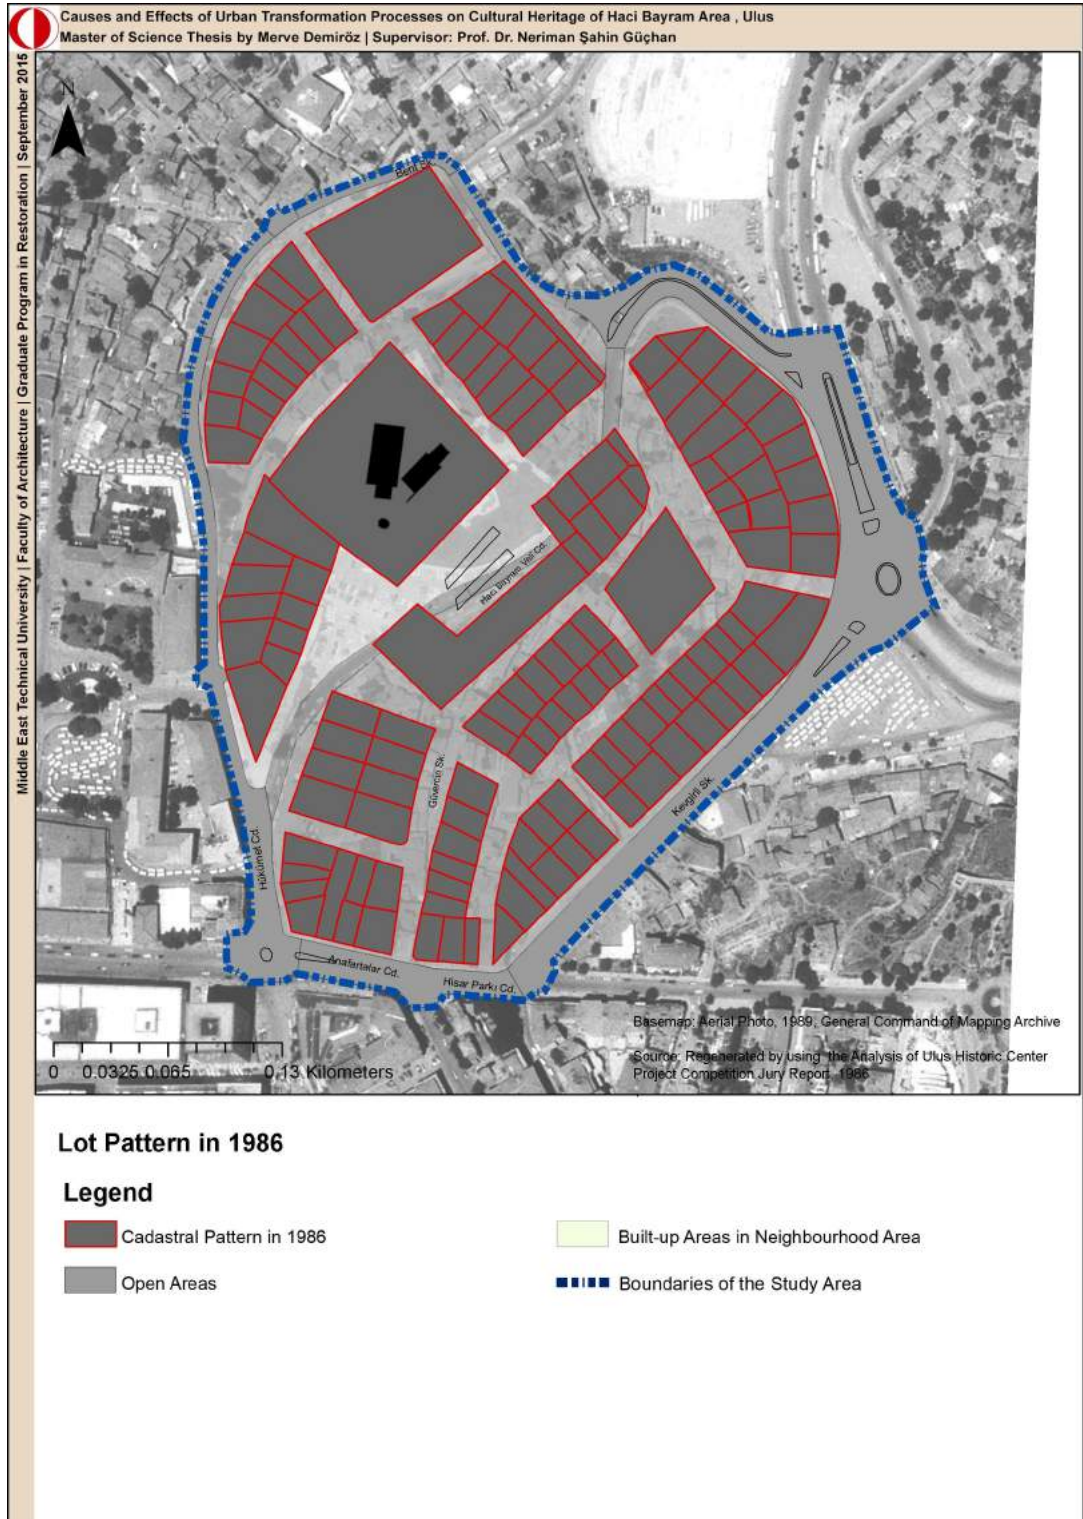 Causes and Effects of Urban Transformation Processes on Cultural Heritage of Haci Bayram Area , Ulus
Master of Science Thesis by Merve Demiröz | Supervisor: Prof. Dr. Neriman Şahin Güçhan
Middle East Technical University | Faculty of Architecture | Graduate Program in Restoration | September 2015
N
Bent Sk.
Hacı Bayram Veli Cd.
Güvercin Sk.
Kevgirli Sk
Hükümet Cd.
Anafartalar Cd.
Hisar Parkı Cd.
Basemap: Aerial Photo, 1989, General Command of Mapping Archive
Source: Regenerated by using the Analysis of Ulus Historic Center
Project Competition Jury Report, 1986
0 0.0325 0.065 0.13 Kilometers
Lot Pattern in 1986
Legend
Cadastral Pattern in 1986
Built-up Areas in Neighbourhood Area
Open Areas
Boundaries of the Study Area